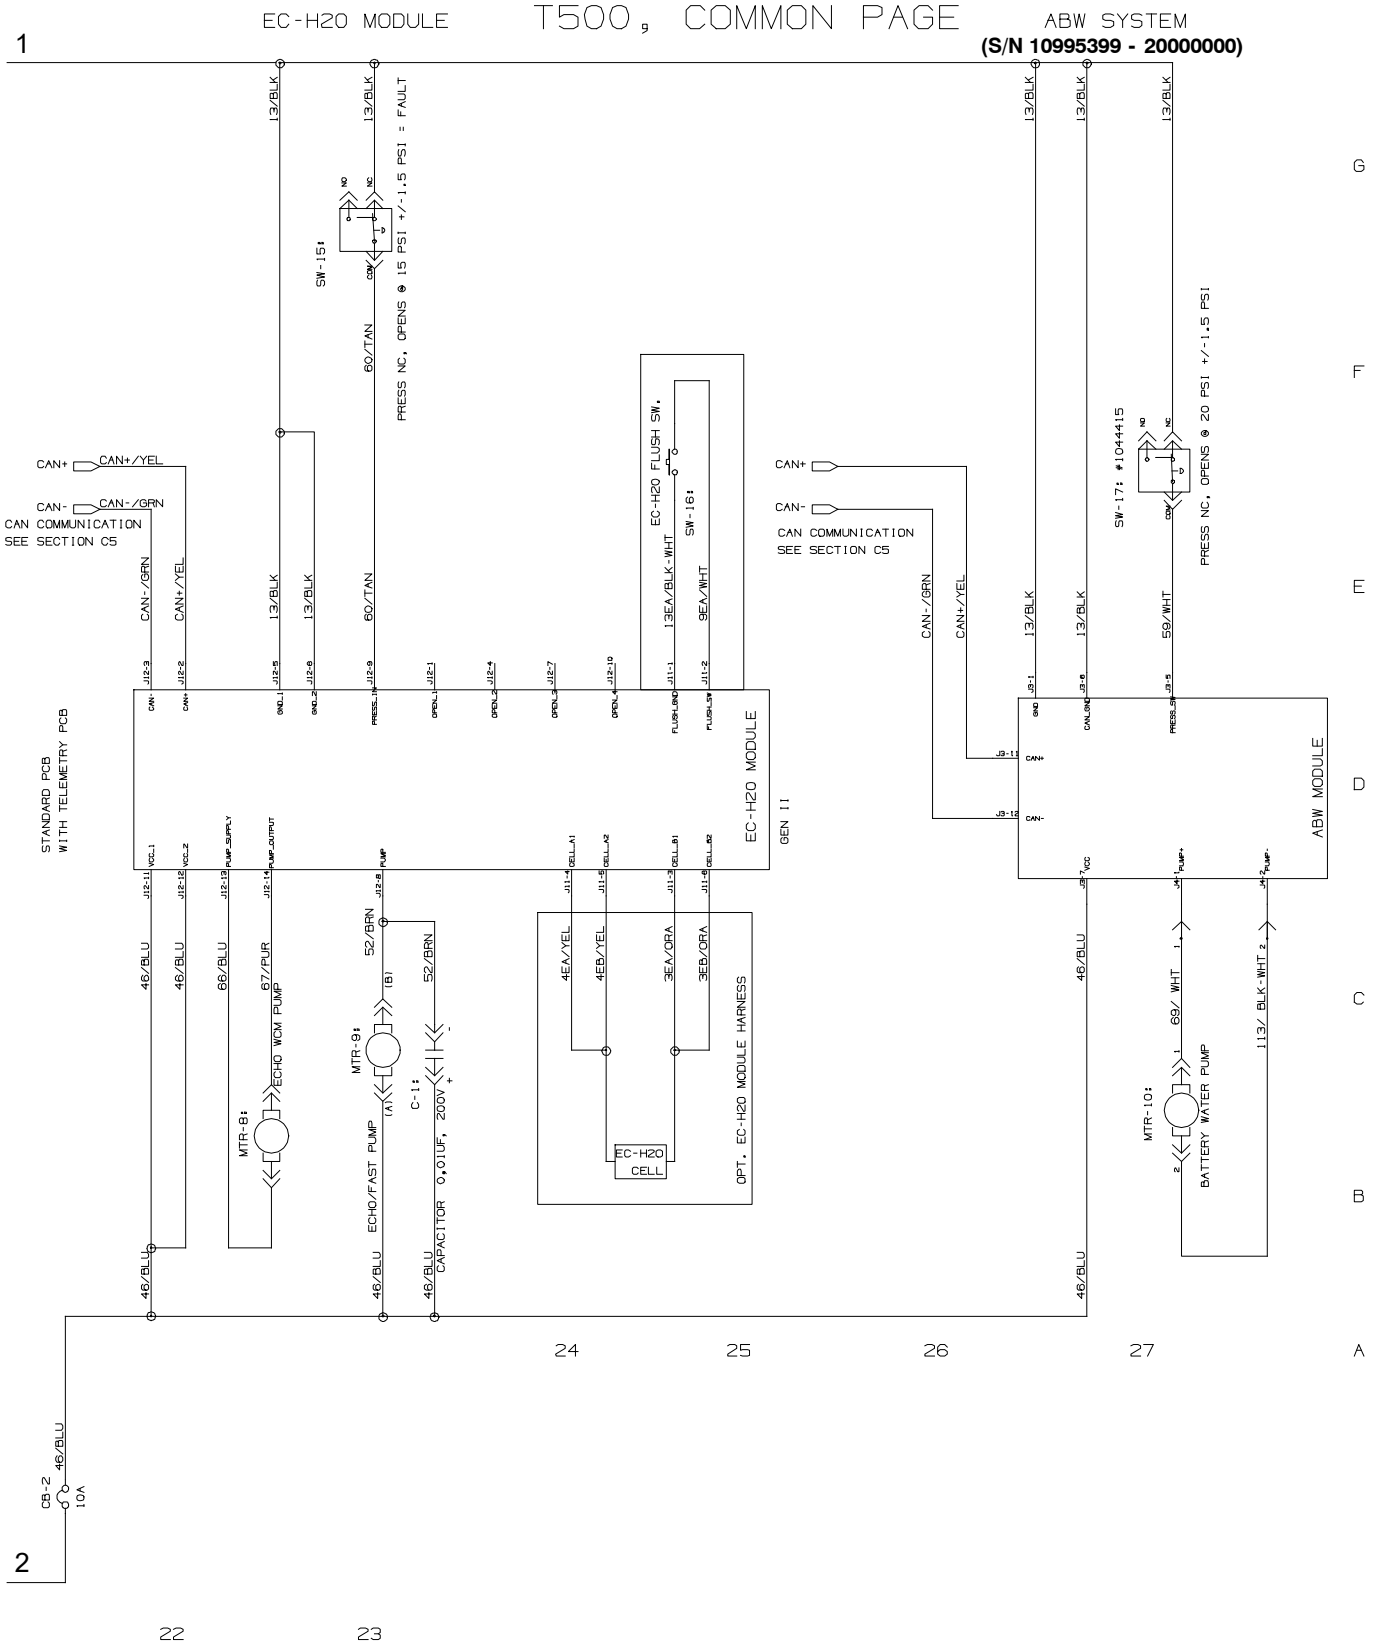 EC-H2O MODULE
T500, COMMON PAGE
ABW SYSTEM
(S/N 10995399 - 20000000)
1
13/BLK
13/BLK
13/BLK
13/BLK
13/BLK
G
NO
NC
SW-15:
COM
PRESS NC, OPENS @ 15 PSI +/-1.5 PSI = FAULT
60/TAN
F
EC-H2O FLUSH SW.
SW-16:
SW-17: #1044415
NO
NC
COM
PRESS NC, OPENS @ 20 PSI +/-1.5 PSI
CAN+
CAN+/YEL
CAN-
CAN-/GRN
CAN COMMUNICATION
SEE SECTION C5
CAN+
CAN-
CAN COMMUNICATION
SEE SECTION C5
CAN-/GRN
CAN+/YEL
13/BLK
13/BLK
60/TAN
13EA/BLK-WHT
9EA/WHT
CAN-/GRN
CAN+/YEL
13/BLK
13/BLK
59/WHT
E
J12-3
J12-2
J12-5
J12-6
J12-9
J12-1
J12-4
J12-7
J12-10
J11-1
J11-2
J3-1
J3-6
J3-5
CAN-
CAN+
GND_1
GND_2
PRESS_IN
OPEN_1
OPEN_2
OPEN_3
OPEN_4
FLUSH_GND
FLUSH_SW
GND
CAN_GND
PRESS_SW
STANDARD PCB
WITH TELEMETRY PCB
EC-H2O MODULE
GEN II
J3-11
CAN+
J3-12
CAN-
ABW MODULE
D
VCC_1
VCC_2
PUMP_SUPPLY
PUMP_OUTPUT
PUMP
CELL_A1
CELL_A2
CELL_B1
CELL_B2
VCC
PUMP+
PUMP-
J12-11
J12-12
J12-13
J12-14
J12-8
J11-4
J11-5
J11-3
J11-6
J3-7
J4-1
J4-2
46/BLU
46/BLU
66/BLU
67/PUR
52/BRN
52/BRN
4EA/YEL
4EB/YEL
3EA/ORA
3EB/ORA
46/BLU
69/ WHT
1
+
113/ BLK-WHT
2
-
C
ECHO WCM PUMP
MTR-8:
(B)
MTR-9:
(A)
ECHO/FAST PUMP
-
C-1:
+
CAPACITOR 0.01UF, 200V
EC-H2O
CELL
OPT. EC-H2O MODULE HARNESS
1
MTR-10:
2
BATTERY WATER PUMP
B
46/BLU
46/BLU
46/BLU
46/BLU
24
25
26
27
A
46/BLU
CB-2
10A
2
22
23